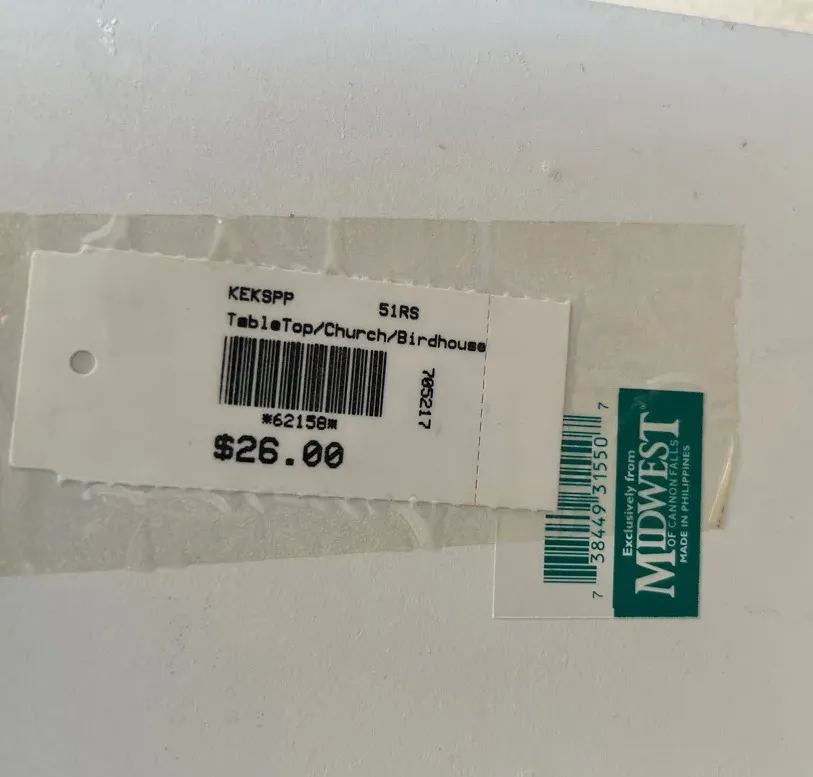 KEKSPP 51RS
TableTop/Church/Birdhouse
705217
*62158*
$26.00
7 38449 31550 7
Exclusively from
MIDWEST
OF CANNON FALLS
MADE IN PHILIPPINES